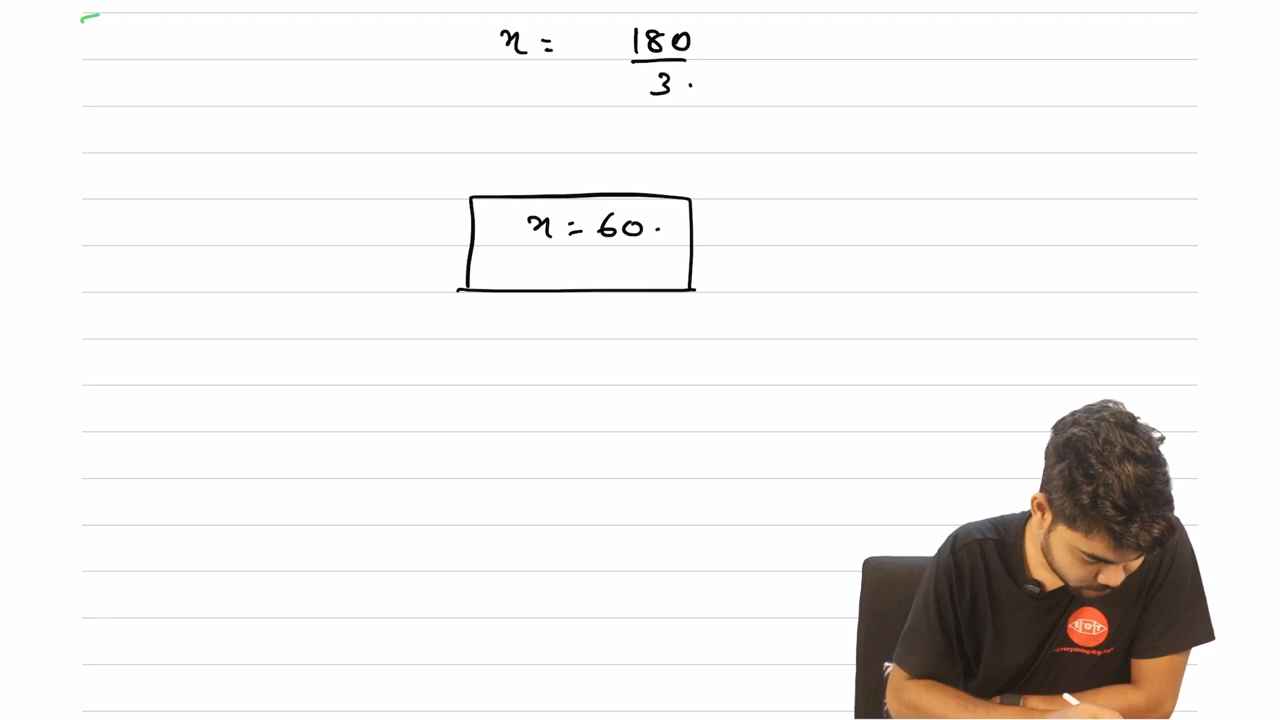 x = 180
3.
x = 60.